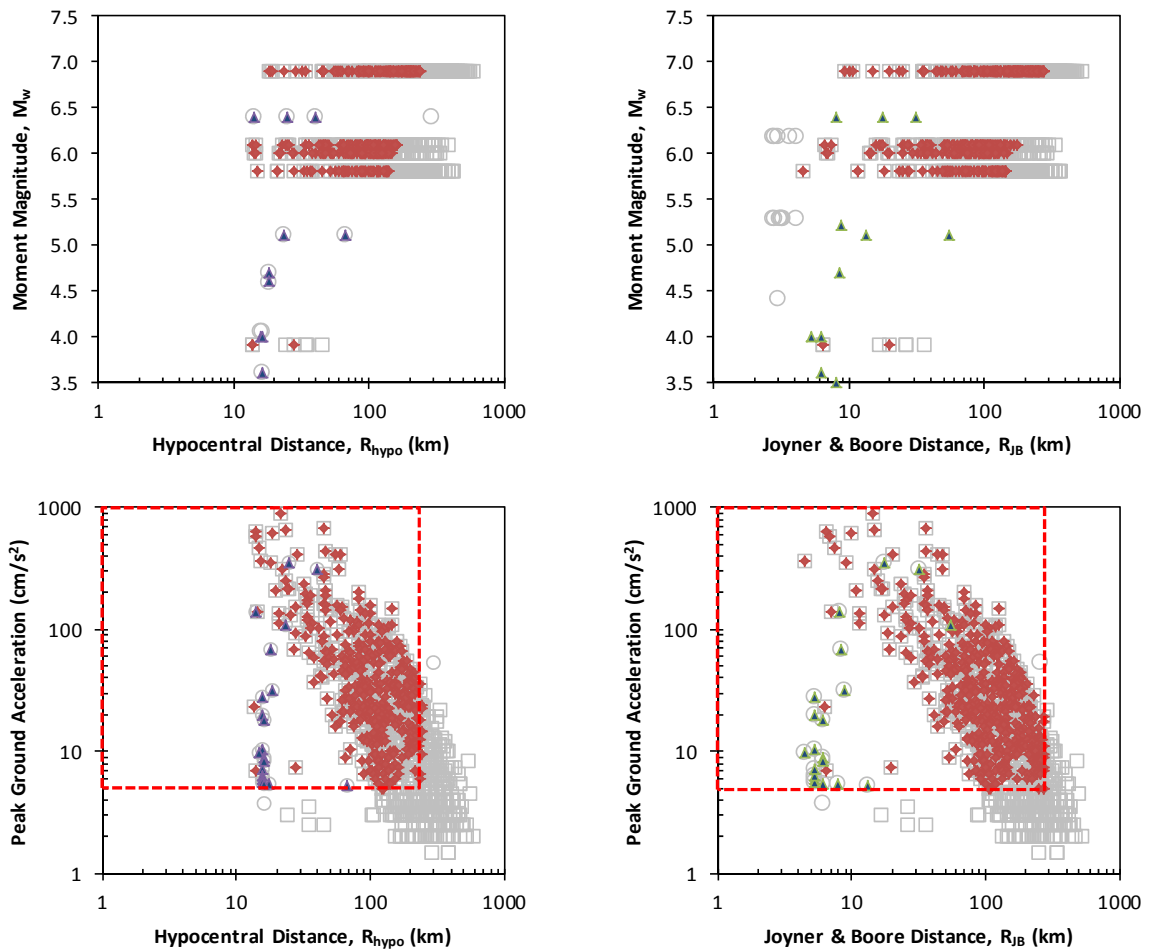 7.5
7.0
6.5
6.0
5.5
5.0
4.5
4.0
3.5
Moment Magnitude, Mw
1 10 100 1000
Hypocentral Distance, Rhypo (km)
7.5
7.0
6.5
6.0
5.5
5.0
4.5
4.0
3.5
Moment Magnitude, Mw
1 10 100 1000
Joyner & Boore Distance, RJB (km)
1000
100
10
1
Peak Ground Acceleration (cm/s²)
1 10 100 1000
Hypocentral Distance, Rhypo (km)
1000
100
10
1
Peak Ground Acceleration (cm/s²)
1 10 100 1000
Joyner & Boore Distance, RJB (km)